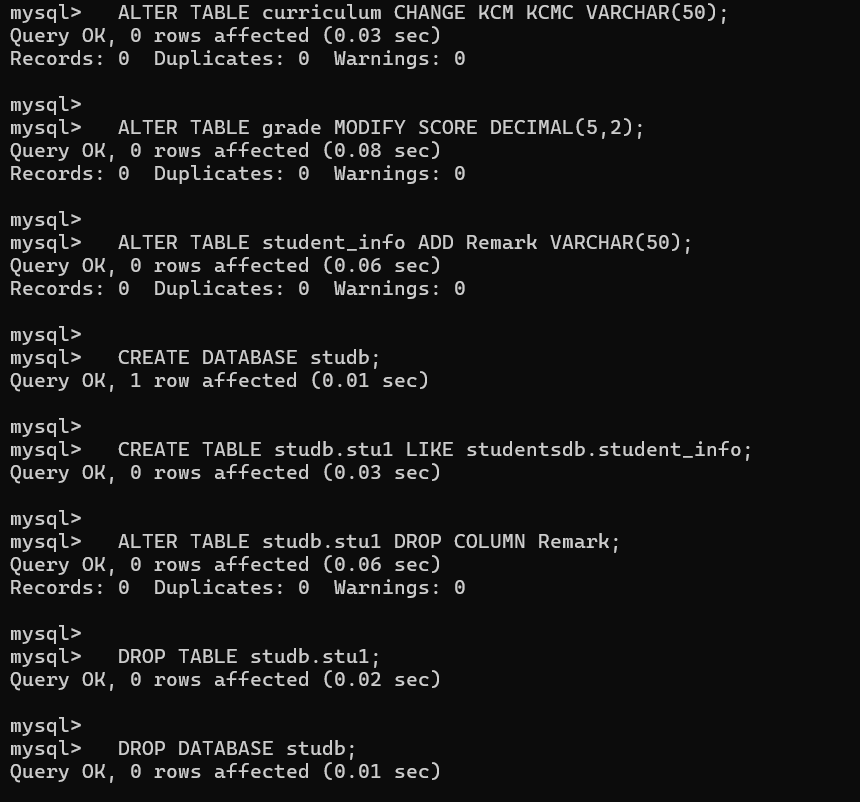 mysql>   ALTER TABLE curriculum CHANGE KCM KCMC VARCHAR(50);
Query OK, 0 rows affected (0.03 sec)
Records: 0  Duplicates: 0  Warnings: 0
mysql>
mysql>   ALTER TABLE grade MODIFY SCORE DECIMAL(5,2);
Query OK, 0 rows affected (0.08 sec)
Records: 0  Duplicates: 0  Warnings: 0
mysql>
mysql>   ALTER TABLE student_info ADD Remark VARCHAR(50);
Query OK, 0 rows affected (0.06 sec)
Records: 0  Duplicates: 0  Warnings: 0
mysql>
mysql>   CREATE DATABASE studb;
Query OK, 1 row affected (0.01 sec)
mysql>
mysql>   CREATE TABLE studb.stu1 LIKE studentsdb.student_info;
Query OK, 0 rows affected (0.03 sec)
mysql>
mysql>   ALTER TABLE studb.stu1 DROP COLUMN Remark;
Query OK, 0 rows affected (0.06 sec)
Records: 0  Duplicates: 0  Warnings: 0
mysql>
mysql>   DROP TABLE studb.stu1;
Query OK, 0 rows affected (0.02 sec)
mysql>
mysql>   DROP DATABASE studb;
Query OK, 0 rows affected (0.01 sec)